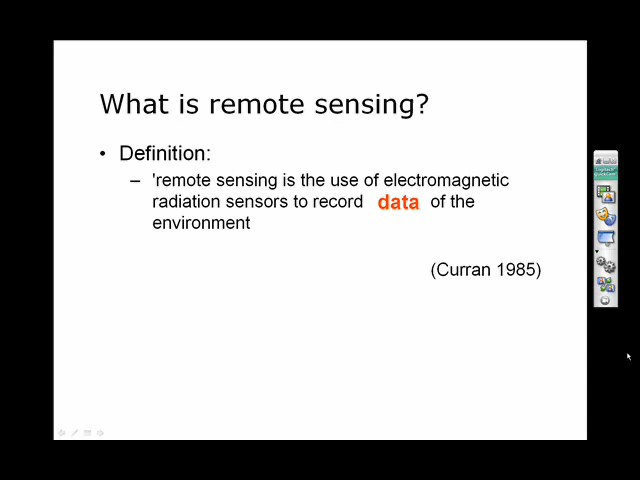 What is remote sensing?
• Definition:
– 'remote sensing is the use of electromagnetic
radiation sensors to record data of the
environment
(Curran 1985)